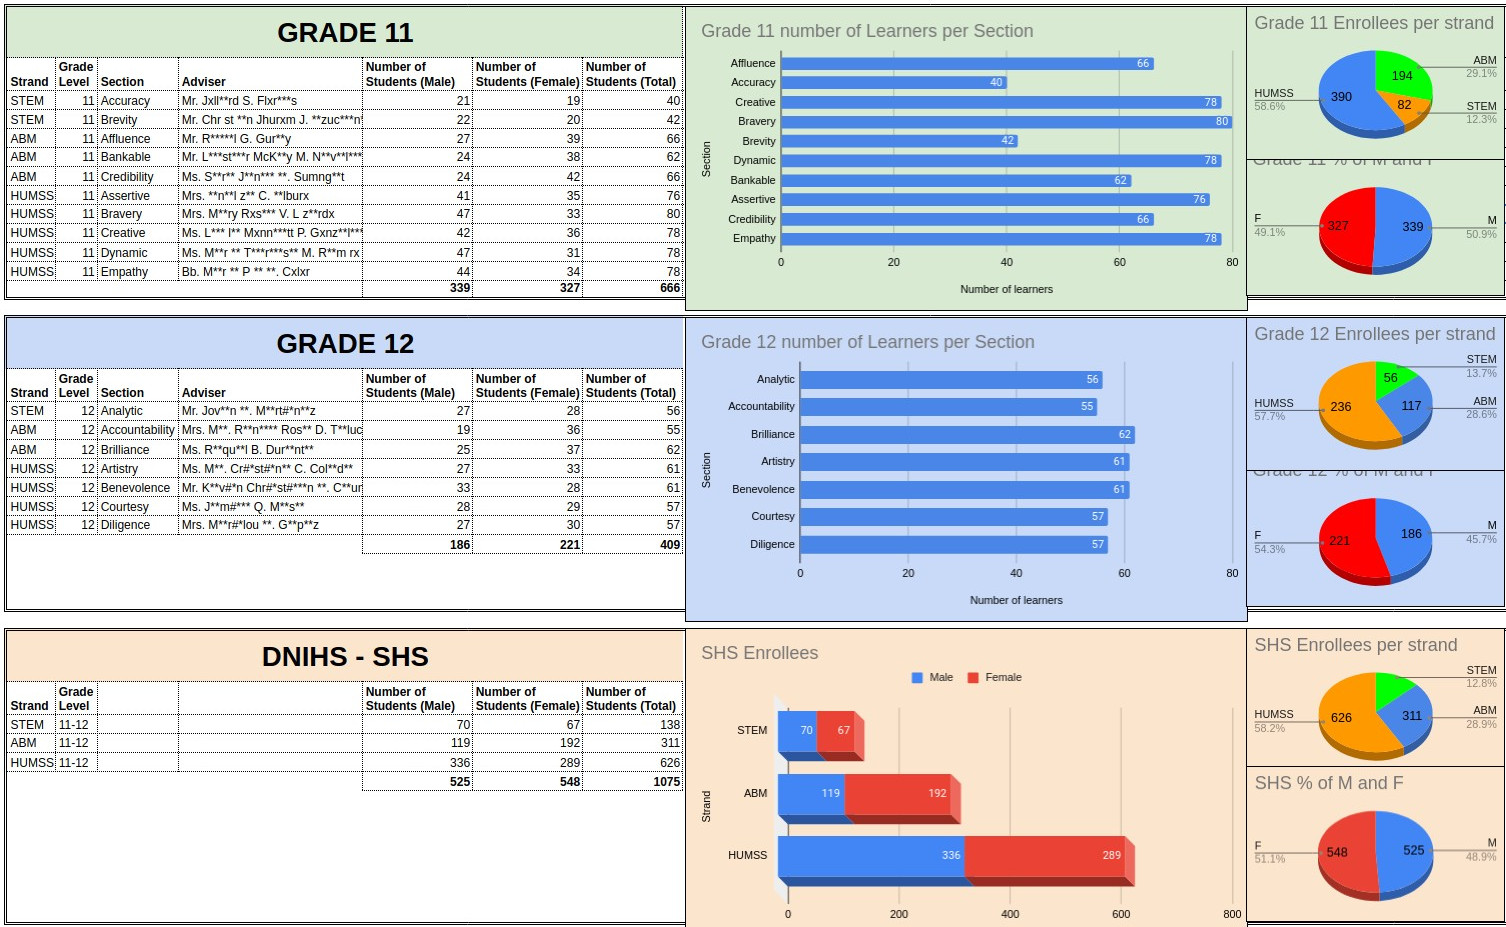 GRADE 11
Strand Grade Level Section Adviser Number of Students (Male) Number of Students (Female) Number of Students (Total)
STEM 11 Accuracy Mr. Jxll**rd S. Flxr***s 21 19 40
STEM 11 Brevity Mr. Chr st **n Jhurxm J. **zuc***n* 22 20 42
ABM 11 Affluence Mr. R*****l G. Gur**y 27 39 66
ABM 11 Bankable Mr. L***st***r McK**y M. N**v**l*** 24 38 62
ABM 11 Credibility Ms. S**r** J**n*** **. Sumng**t 24 42 66
HUMSS 11 Assertive Mrs. **n**l z** C. **lburx 41 35 76
HUMSS 11 Bravery Mrs. M**ry Rxs*** V. L z**rdx 47 33 80
HUMSS 11 Creative Ms. L*** l** Mxnn***tt P. Gxnz**l*** 42 36 78
HUMSS 11 Dynamic Ms. M**r ** T***r***s** M. R**m rx 47 31 78
HUMSS 11 Empathy Bb. M**r ** P ** **. Cxlxr 44 34 78
339 327 666
Grade 11 number of Learners per Section
Section
Affluence 66
Accuracy 40
Creative 78
Bravery 80
Brevity 42
Dynamic 78
Bankable 62
Assertive 76
Credibility 66
Empathy 78
0 20 40 60 80
Number of learners
Grade 11 Enrollees per strand
ABM 29.1% 194
STEM 12.3% 82
HUMSS 58.6% 390
Grade 11 % of M and F
F 49.1% 327
M 50.9% 339
GRADE 12
Strand Grade Level Section Adviser Number of Students (Male) Number of Students (Female) Number of Students (Total)
STEM 12 Analytic Mr. Jov**n **. M**rt#*n**z 27 28 56
ABM 12 Accountability Mrs. M**. R**n**** Ros** D. T**luc 19 36 55
ABM 12 Brilliance Ms. R**qu**l B. Dur**nt** 25 37 62
HUMSS 12 Artistry Ms. M**. Cr#*st#*n** C. Col**d** 27 33 61
HUMSS 12 Benevolence Mr. K**v#*n Chr#*st#***n **. C**ur 33 28 61
HUMSS 12 Courtesy Ms. J**m#*** Q. M**s** 28 29 57
HUMSS 12 Diligence Mrs. M**r#*lou **. G**p**z 27 30 57
186 221 409
Grade 12 number of Learners per Section
Section
Analytic 56
Accountability 55
Brilliance 62
Artistry 61
Benevolence 61
Courtesy 57
Diligence 57
0 20 40 60 80
Number of learners
Grade 12 Enrollees per strand
STEM 13.7% 56
ABM 28.6% 117
HUMSS 57.7% 236
Grade 12 % of M and F
F 54.3% 221
M 45.7% 186
DNIHS - SHS
Strand Grade Level Number of Students (Male) Number of Students (Female) Number of Students (Total)
STEM 11-12 70 67 138
ABM 11-12 119 192 311
HUMSS 11-12 336 289 626
525 548 1075
SHS Enrollees
Male Female
Strand
STEM 70 67
ABM 119 192
HUMSS 336 289
0 200 400 600 800
SHS Enrollees per strand
STEM 12.8%
ABM 28.9% 311
HUMSS 58.2% 626
SHS % of M and F
F 51.1% 548
M 48.9% 525